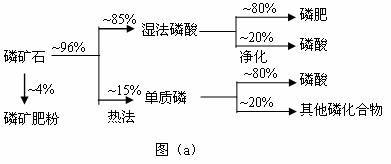 ~85%
湿法磷酸
~80%
磷肥
~20%
净化
磷酸
磷矿石
~96%
~15%
热法
单质磷
~80%
磷酸
~20%
其他磷化合物
~4%
磷矿肥粉
图（a）